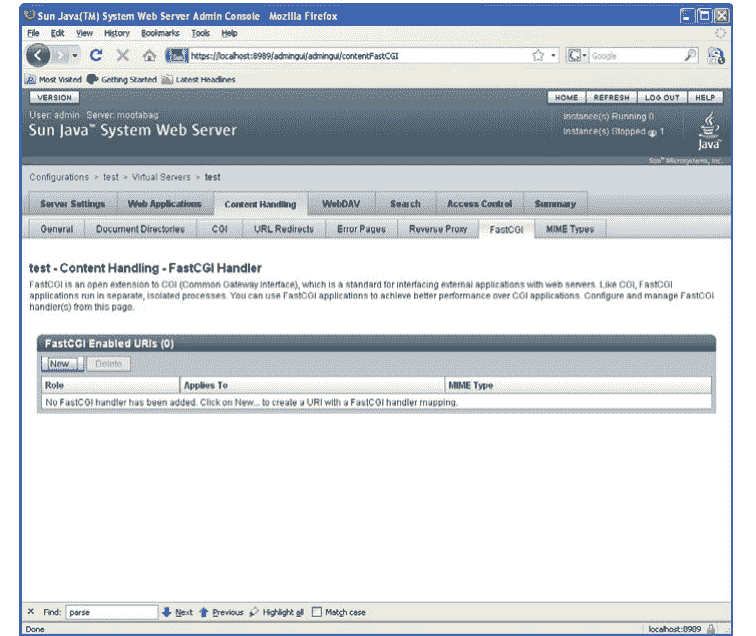 Sun Java(TM) System Web Server Admin Console Mozilla Firefox
File Edit View History Bookmarks Tools Help
https://localhost:8989/admingui/admingui/contentFastCGI
Google
Most Visited Getting Started Latest Headlines
VERSION HOME REFRESH LOG OUT HELP
User: admin Server: mootabag
Instance(s) Running 0
Sun Java™ System Web Server
Instance(s) Stopped 1
Java
Sun™ Microsystems, Inc.
Configurations > test > Virtual Servers > test
Server Settings Web Applications Content Handling WebDAV Search Access Control Summary
General Document Directories CGI URL Redirects Error Pages Reverse Proxy FastCGI MIME Types
test - Content Handling - FastCGI Handler
FastCGI is an open extension to CGI (Common Gateway Interface), which is a standard for interfacing external applications with web servers. Like CGI, FastCGI
applications run in separate, isolated processes. You can use FastCGI applications to achieve better performance over CGI applications. Configure and manage FastCGI
handler(s) from this page.
FastCGI Enabled URIs (0)
New... Delete
Role Applies To MIME Type
No FastCGI handler has been added. Click on New... to create a URI with a FastCGI handler mapping.
Find: parse Next Previous Highlight all Match case
Done localhost:8989